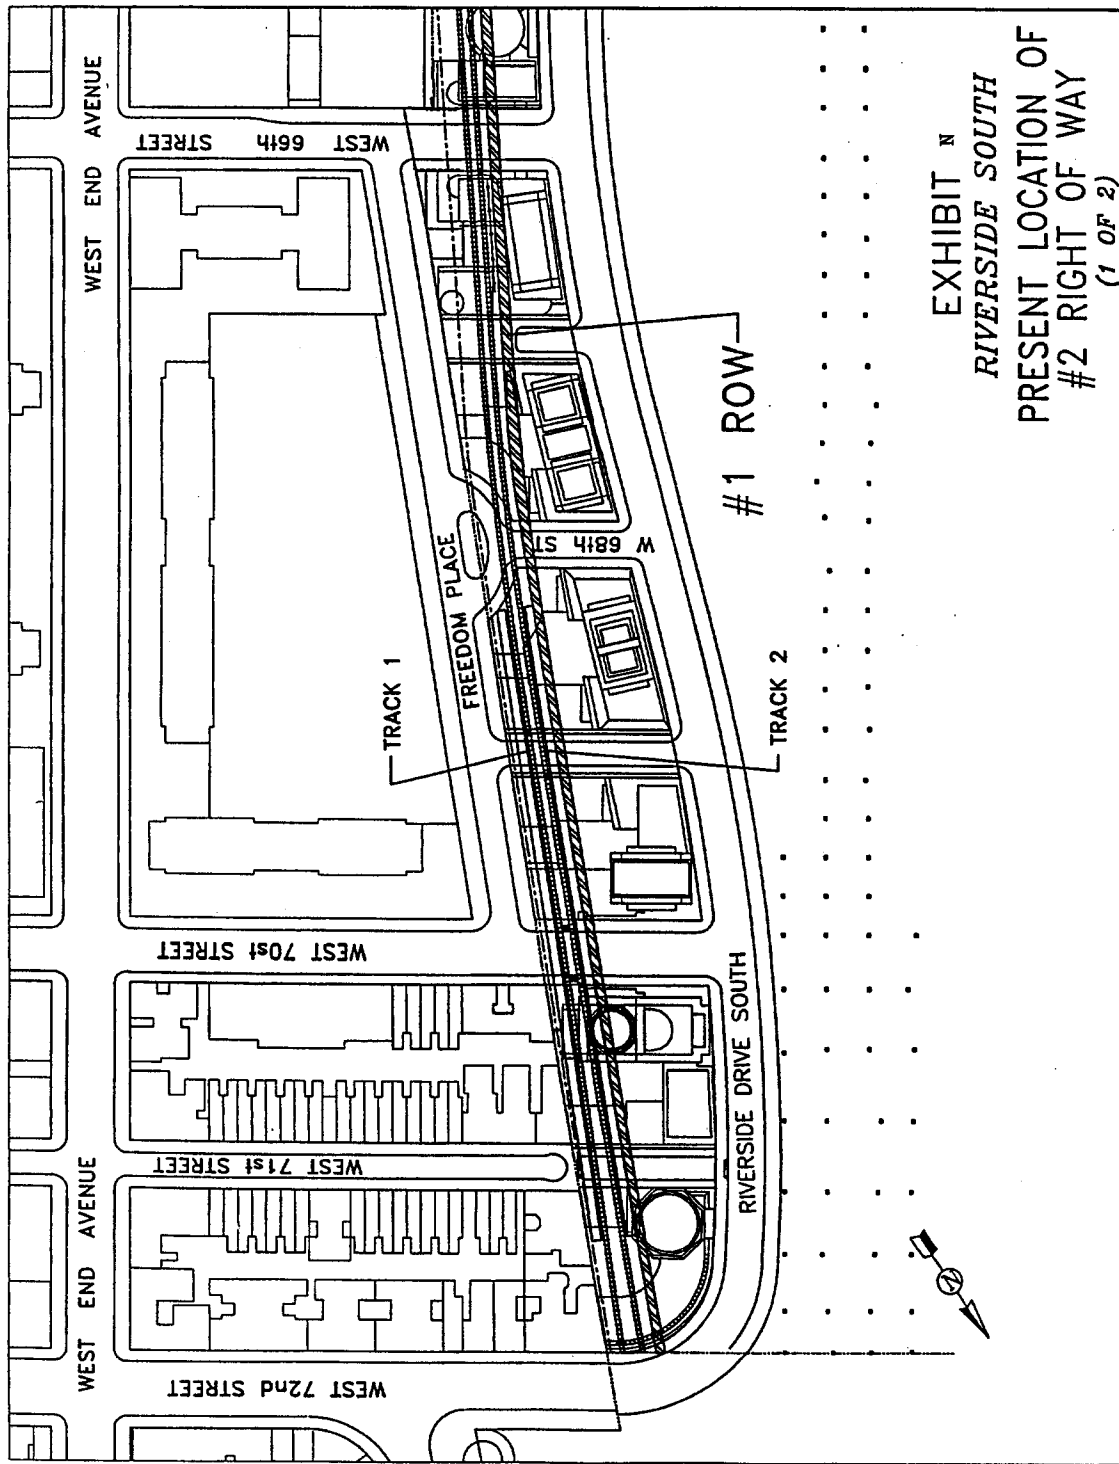 WEST END AVENUE
WEST END AVENUE
WEST 66th STREET
WEST 70st STREET
WEST 71st STREET
WEST 72nd STREET
FREEDOM PLACE
W 68th ST
TRACK 1
TRACK 2
#1 ROW
RIVERSIDE DRIVE SOUTH
N
EXHIBIT N
RIVERSIDE SOUTH
PRESENT LOCATION OF
#2 RIGHT OF WAY
(1 OF 2)